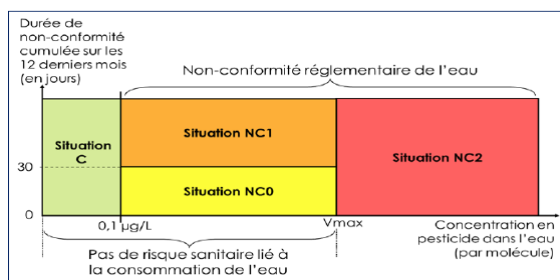 Durée de
non-conformité
cumulée sur les
12 derniers mois
(en jours)
Non-conformité réglementaire de l'eau
Situation
C
Situation NC1
Situation NC2
30
Situation NC0
0
0,1 µg/L
Vmax
Concentration en
pesticide dans l'eau
(par molécule)
Pas de risque sanitaire lié à
la consommation de l'eau